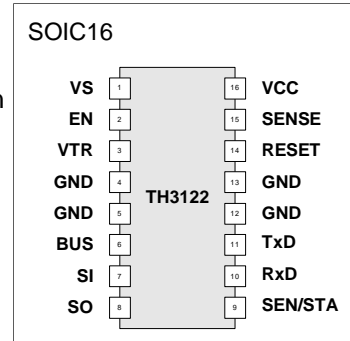 SOIC16
n
VS 1 16 VCC
EN 2 15 SENSE
VTR 3 14 RESET
GND 4 13 GND
TH3122
GND 5 12 GND
BUS 6 11 TxD
SI 7 10 RxD
SO 8 9 SEN/STA